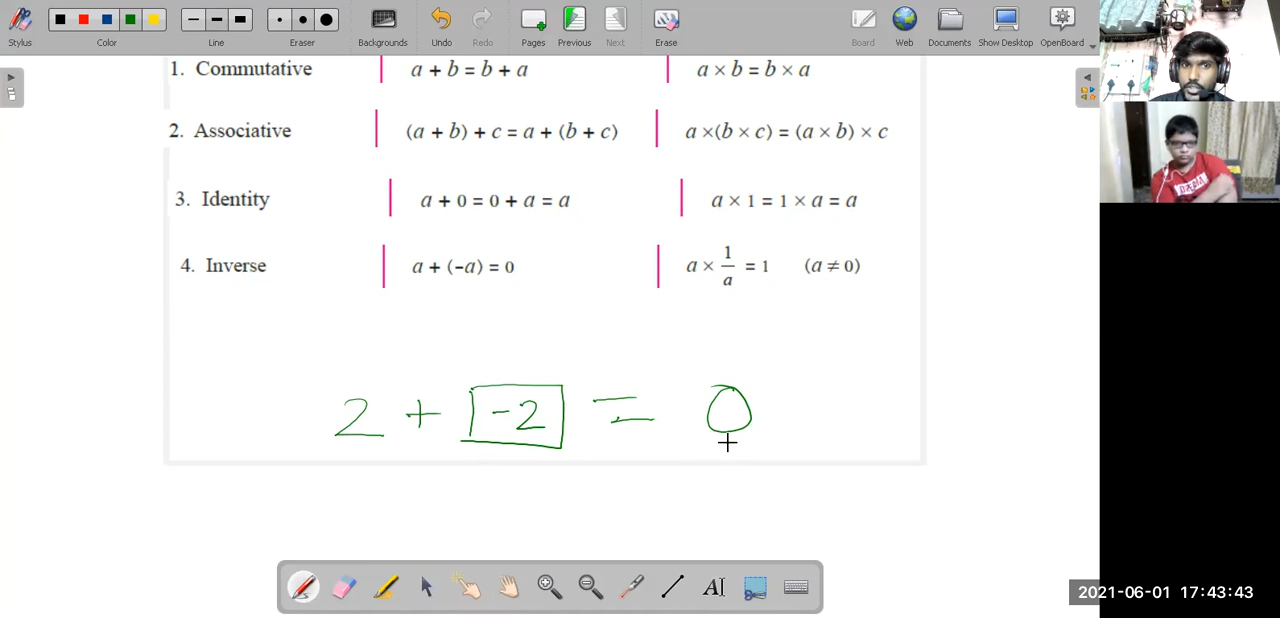 Stylus Color Line Eraser Backgrounds Undo Redo Pages Previous Next Erase Board Web Documents Show Desktop OpenBoard
1. Commutative a + b = b + a a × b = b × a
2. Associative (a + b) + c = a + (b + c) a ×(b × c) = (a × b) × c
3. Identity a + 0 = 0 + a = a a × 1 = 1 × a = a
4. Inverse a + (−a) = 0 a × 1/a = 1 (a ≠ 0)
2 + -2 = 0
2021-06-01 17:43:43